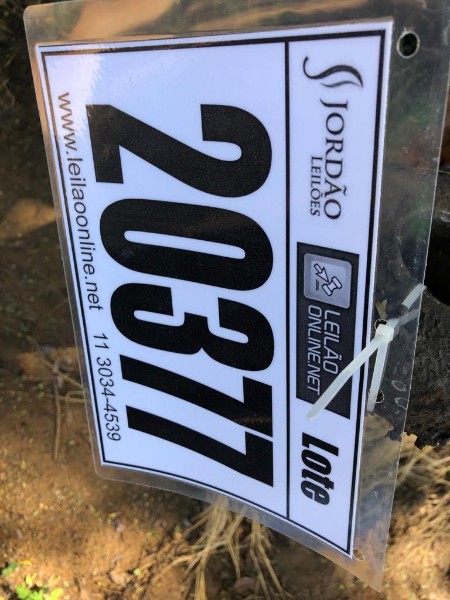 JORDÃO
LEILÕES
LEILÃO
ONLINE.NET
Lote
20377
www.leilaoonline.net 11 3034-4539